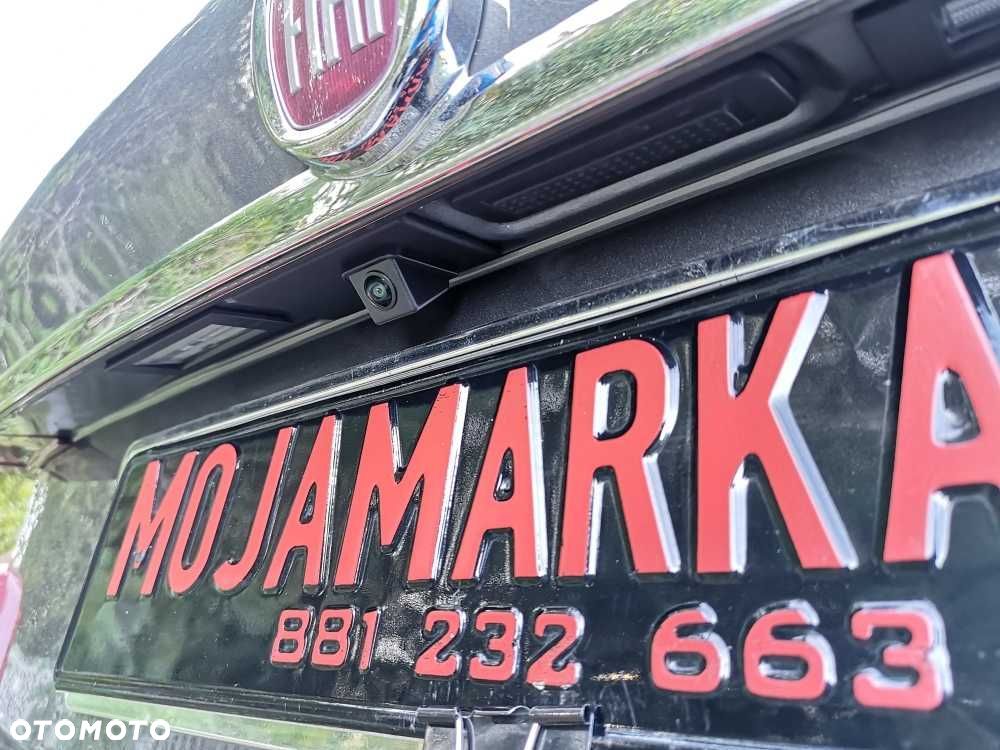 FIAT
MOJAMARKA
881 232 663
OTOMOTO